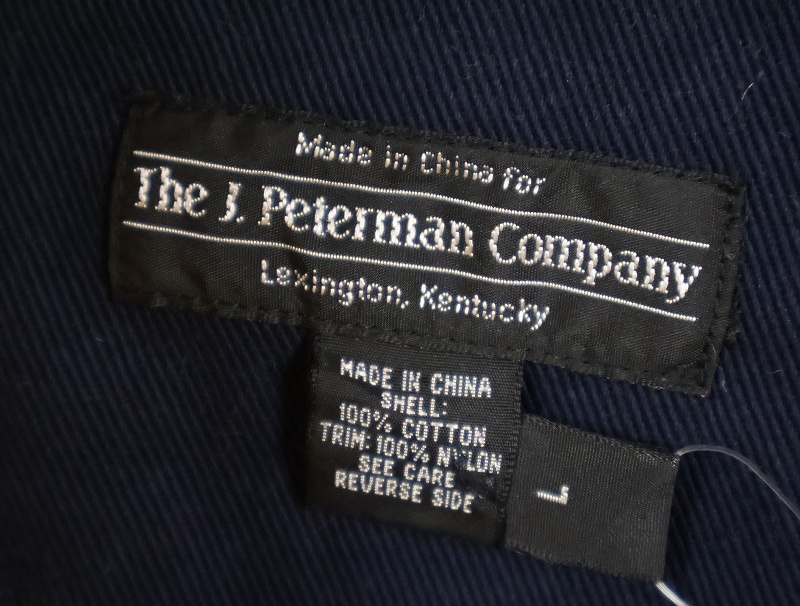 Made in China for
The J. Peterman Company
Lexington, Kentucky
MADE IN CHINA
SHELL:
100% COTTON
TRIM:100% NYLON
SEE CARE
REVERSE SIDE
L